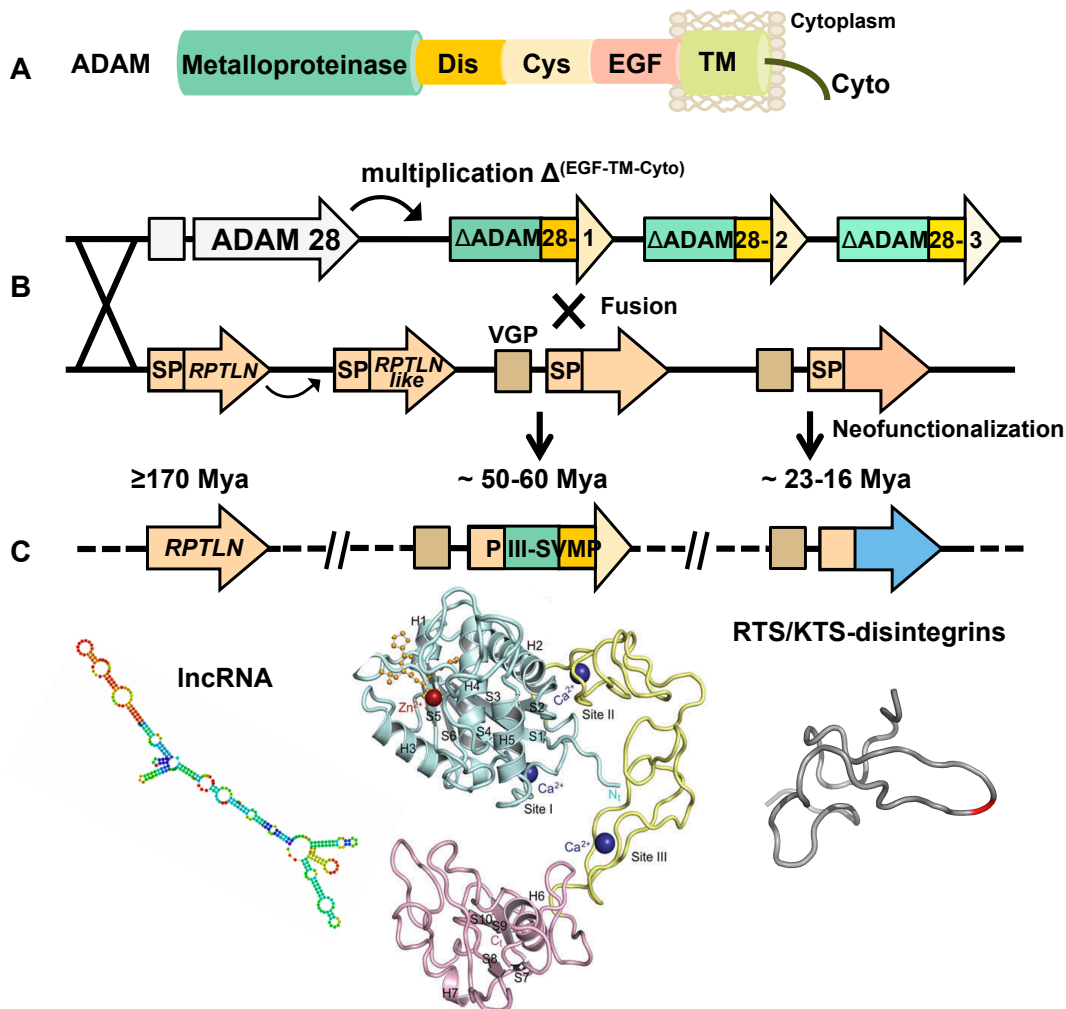 Cytoplasm
A
ADAM
Metalloproteinase
Dis
Cys
EGF
TM
Cyto
multiplication Δ(EGF-TM-Cyto)
ADAM 28
ΔADAM28-1
ΔADAM28-2
ΔADAM28-3
B
Fusion
VGP
SP
RPTLN
SP
RPTLN
like
SP
SP
Neofunctionalization
≥170 Mya
~ 50-60 Mya
~ 23-16 Mya
C
RPTLN
P III-SVMP
RTS/KTS-disintegrins
lncRNA
H1
H2
Ca2+
Site II
H4
S3
Zn2+
S5
S2
S6
S4
H5
S1
H3
Ca2+
Nt
Site I
Ca2+
Site III
H6
S10
S9
Ct
S8
S7
H7